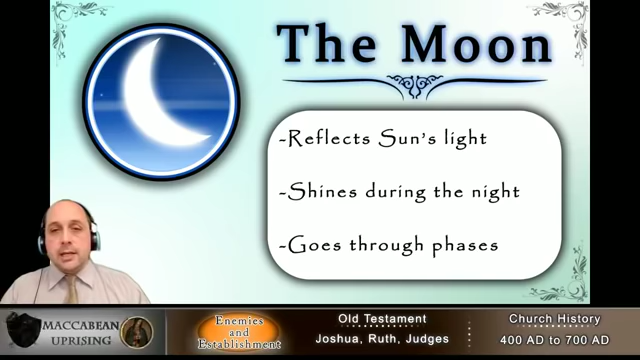 The Moon
-Reflects Sun's light
-Shines during the night
-Goes through phases
MACCABEAN
UPRISING
Enemies
and
Establishment
Old Testament
Joshua, Ruth, Judges
Church History
400 AD to 700 AD